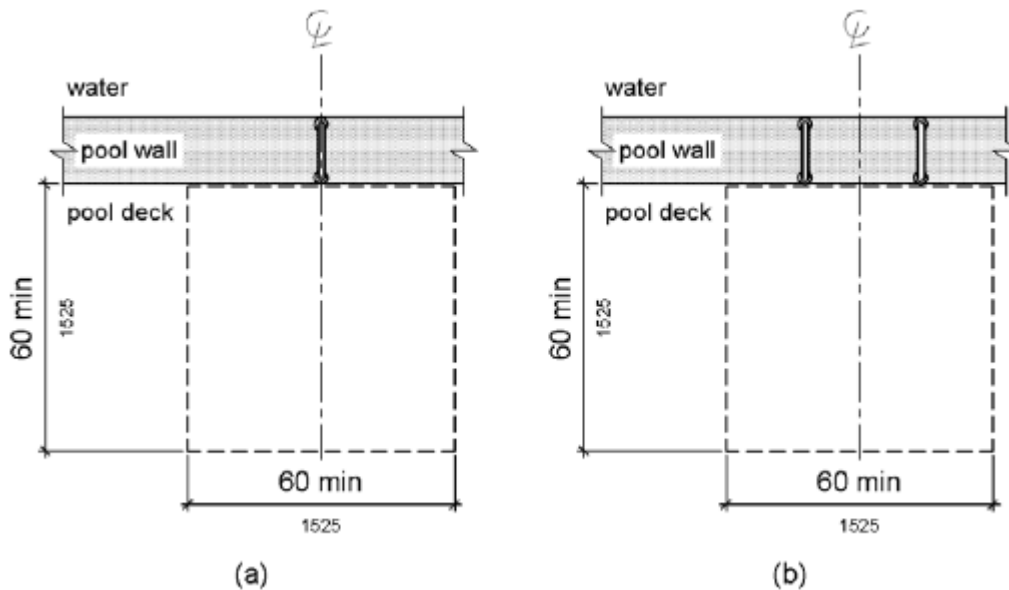 ℄
water
pool wall
pool deck
60 min
1525
60 min
1525
(a)
℄
water
pool wall
pool deck
60 min
1525
60 min
1525
(b)